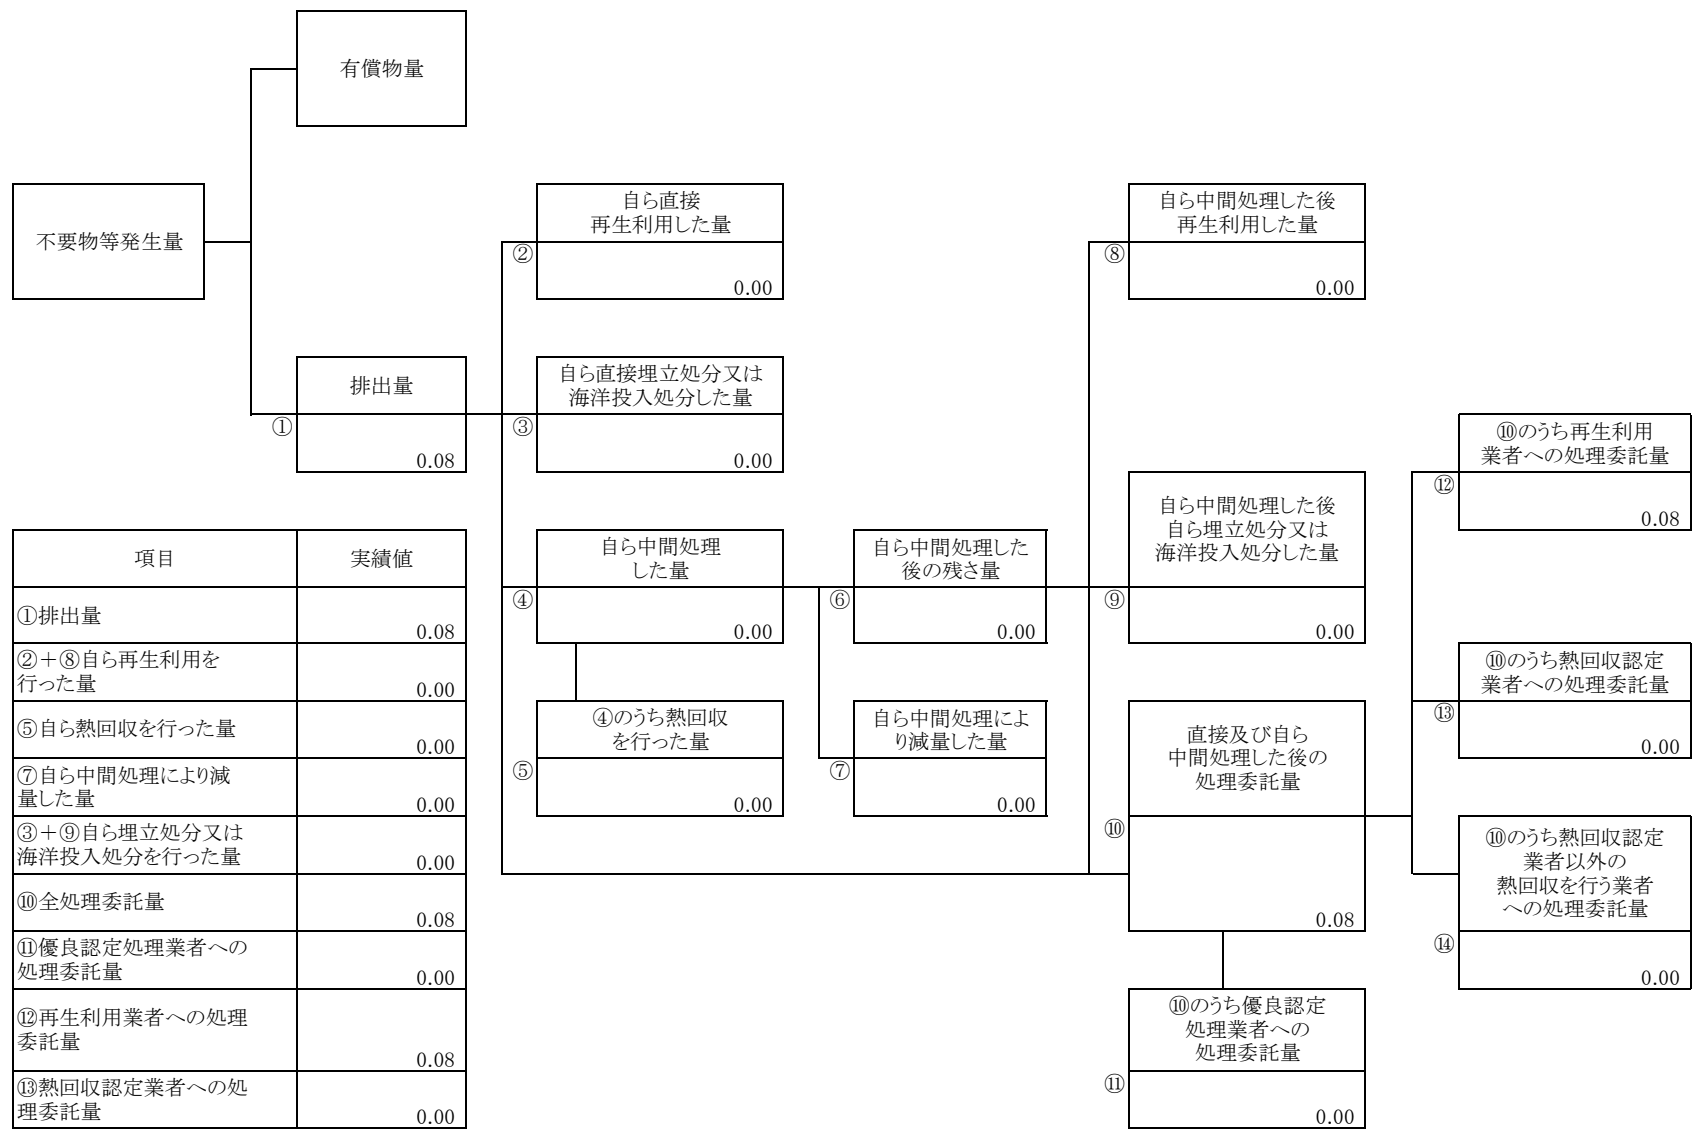 有償物量
不要物等発生量
自ら直接
再生利用した量
②
0.00
自ら中間処理した後
再生利用した量
⑧
0.00
排出量
①
0.08
自ら直接埋立処分又は
海洋投入処分した量
③
0.00
⑩のうち再生利用
業者への処理委託量
⑫
0.08
自ら中間処理
した量
④
0.00
自ら中間処理した
後の残さ量
⑥
0.00
自ら中間処理した後
自ら埋立処分又は
海洋投入処分した量
⑨
0.00
⑩のうち熱回収認定
業者への処理委託量
⑬
0.00
④のうち熱回収
を行った量
⑤
0.00
自ら中間処理によ
り減量した量
⑦
0.00
直接及び自ら
中間処理した後の
処理委託量
⑩
0.08
⑩のうち熱回収認定
業者以外の
熱回収を行う業者
への処理委託量
⑭
0.00
⑩のうち優良認定
処理業者への
処理委託量
⑪
0.00
項目 実績値
①排出量
0.08
②＋⑧自ら再生利用を
行った量
0.00
⑤自ら熱回収を行った量
0.00
⑦自ら中間処理により減
量した量
0.00
③＋⑨自ら埋立処分又は
海洋投入処分を行った量
0.00
⑩全処理委託量
0.08
⑪優良認定処理業者への
処理委託量
0.00
⑫再生利用業者への処理
委託量
0.08
⑬熱回収認定業者への処
理委託量
0.00